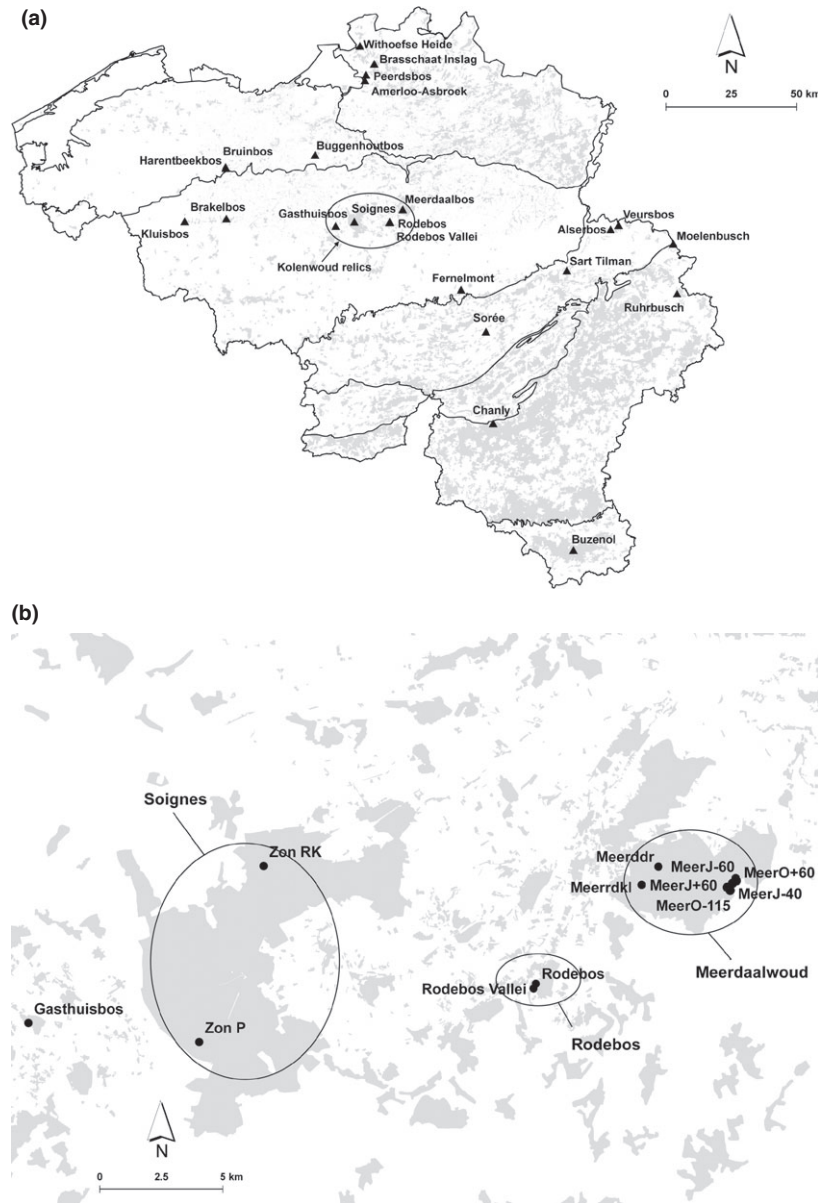 (a)
Withoefse Heide
Brasschaat Inslag
Peerdsbos
Amerloo-Asbroek
N
0 25 50 km
Buggenhoutbos
Bruinbos
Harentbeekbos
Meerdaalbos
Brakelbos
Gasthuisbos
Soignes
Rodebos
Rodebos Vallei
Kluisbos
Kolenwoud relics
Veursbos
Alserbos
Moelenbusch
Sart Tilman
Fernelmont
Ruhrbusch
Sorée
Chanly
Buzenol
(b)
Soignes
Zon RK
Meerddr
MeerJ-60
MeerO+60
Meerrdkl
MeerJ+60
MeerJ-40
MeerO-115
Meerdaalwoud
Rodebos
Rodebos Vallei
Gasthuisbos
Zon P
Rodebos
N
0 2.5 5 km